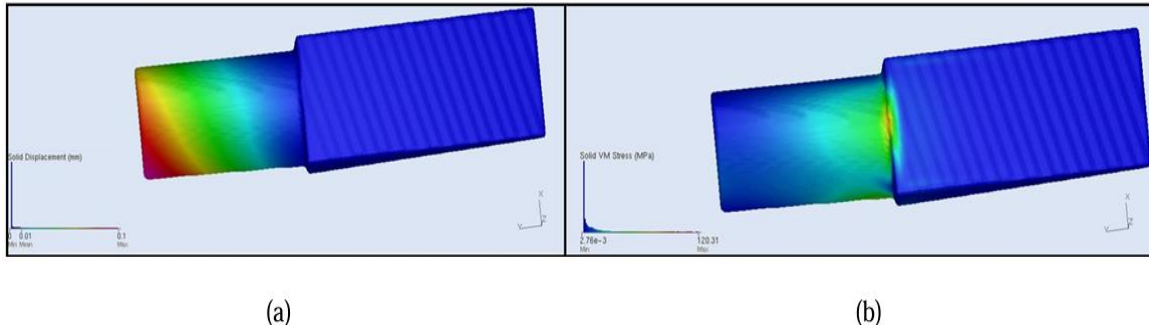 Solid Displacement (mm)
0 0.01 0.1
Min Mean Max
X
Y Z
Solid VM Stress (MPa)
2.76e-3 120.31
Min Max
X
Y Z
(a) (b)